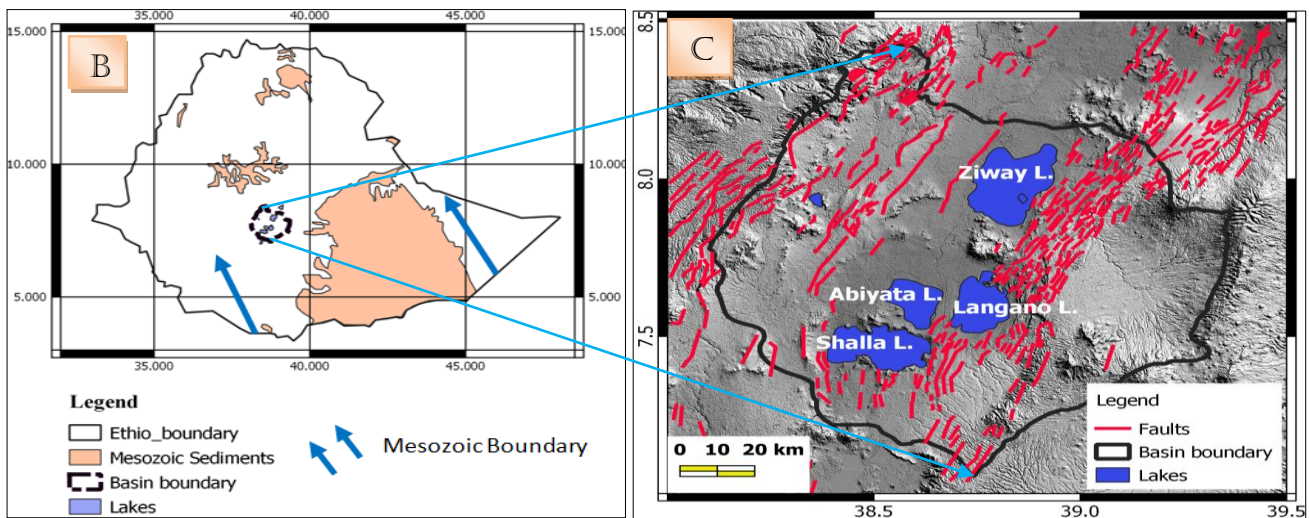 B
35.000 40.000 45.000
15.000 15.000
10.000 10.000
5.000 5.000
35.000 40.000 45.000
Legend
Ethio_boundary
Mesozoic Sediments
Basin boundary
Lakes
Mesozoic Boundary
C
8.5
8.0
7.5
Ziway L.
Abiyata L.
Langano L.
Shalla L.
0 10 20 km
Legend
Faults
Basin boundary
Lakes
38.5 39.0 39.5